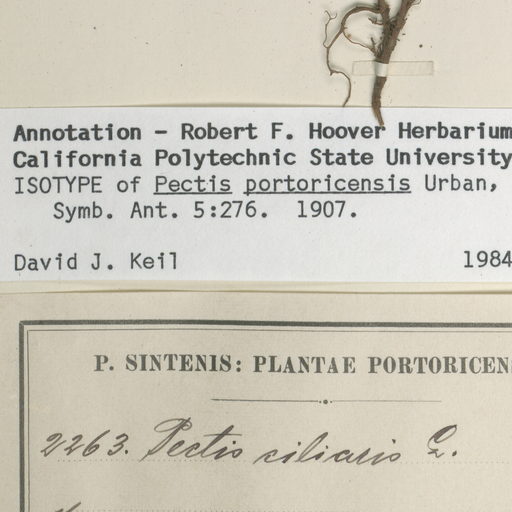 Annotation – Robert F. Hoover Herbarium
California Polytechnic State University
ISOTYPE of Pectis portoricensis Urban,
Symb. Ant. 5:276. 1907.
David J. Keil 1984
P. SINTENIS: PLANTAE PORTORICEN
2263. Pectis ciliaris L.